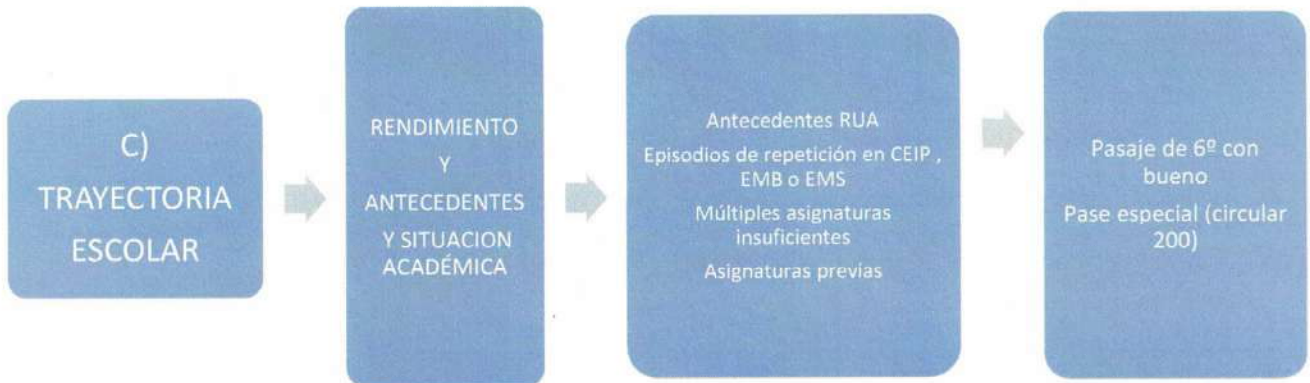 C)
TRAYECTORIA
ESCOLAR
RENDIMIENTO
Y
ANTECEDENTES
Y SITUACION
ACADÉMICA
Antecedentes RUA
Episodios de repetición en CEIP ,
EMB o EMS
Múltiples asignaturas
insuficientes
Asignaturas previas
Pasaje de 6º con
bueno
Pase especial (circular
200)